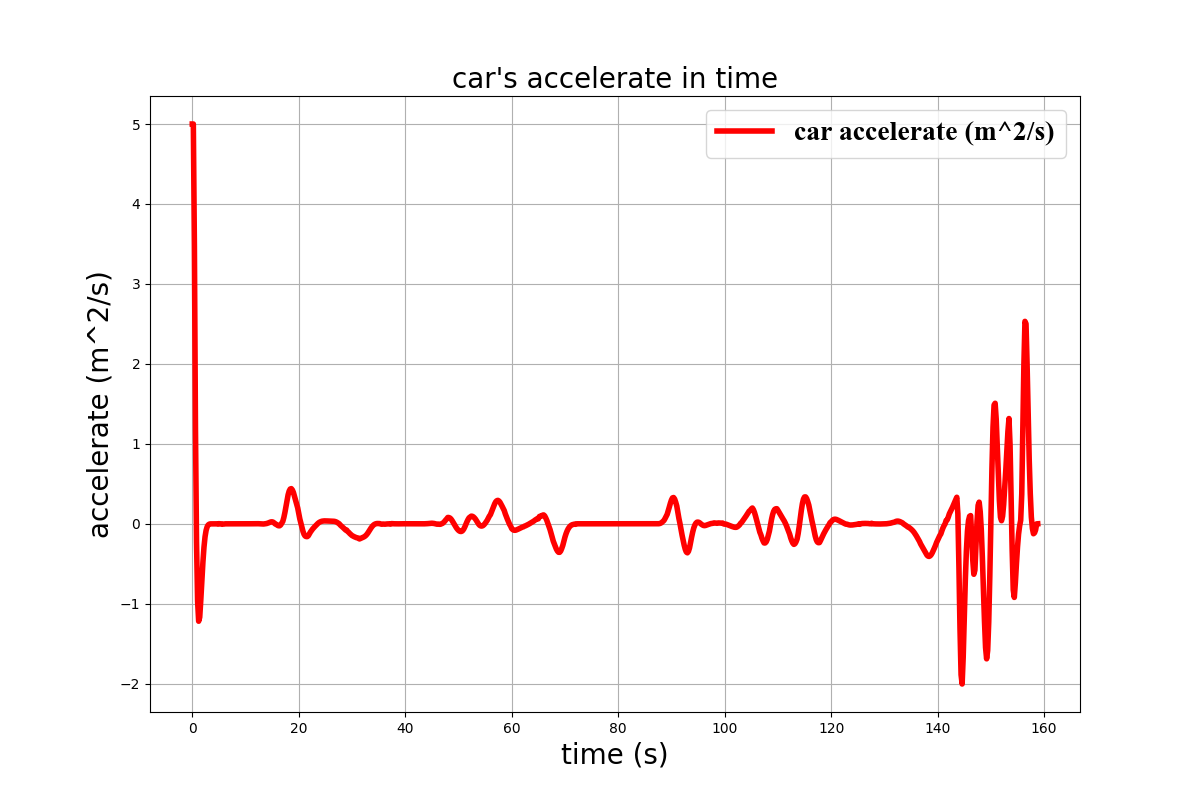 car's accelerate in time
car accelerate (m^2/s)
accelerate (m^2/s)
5
4
3
2
1
0
−1
−2
0 20 40 60 80 100 120 140 160
time (s)